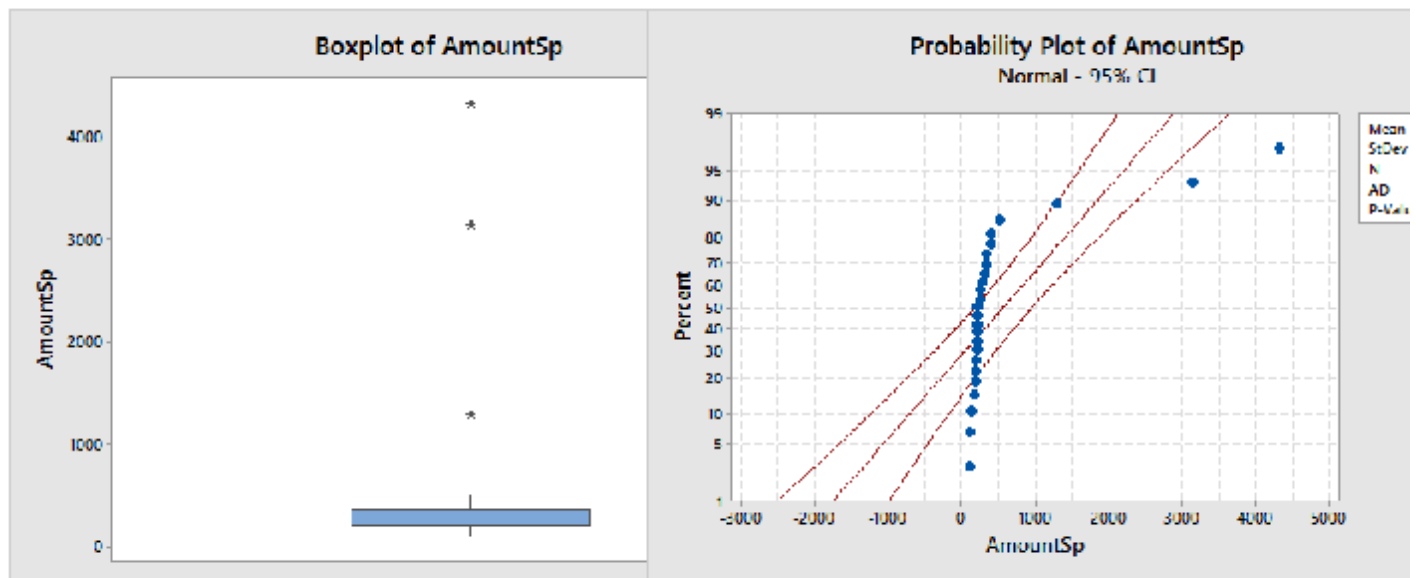 Boxplot of AmountSp
4000
3000
2000
1000
0
AmountSp
Probability Plot of AmountSp
Normal - 95% CI
99
95
90
80
70
60
50
40
30
20
10
5
1
Percent
-3000 -2000 -1000 0 1000 2000 3000 4000 5000
AmountSp
Mean
StDev
N
AD
P-Valu